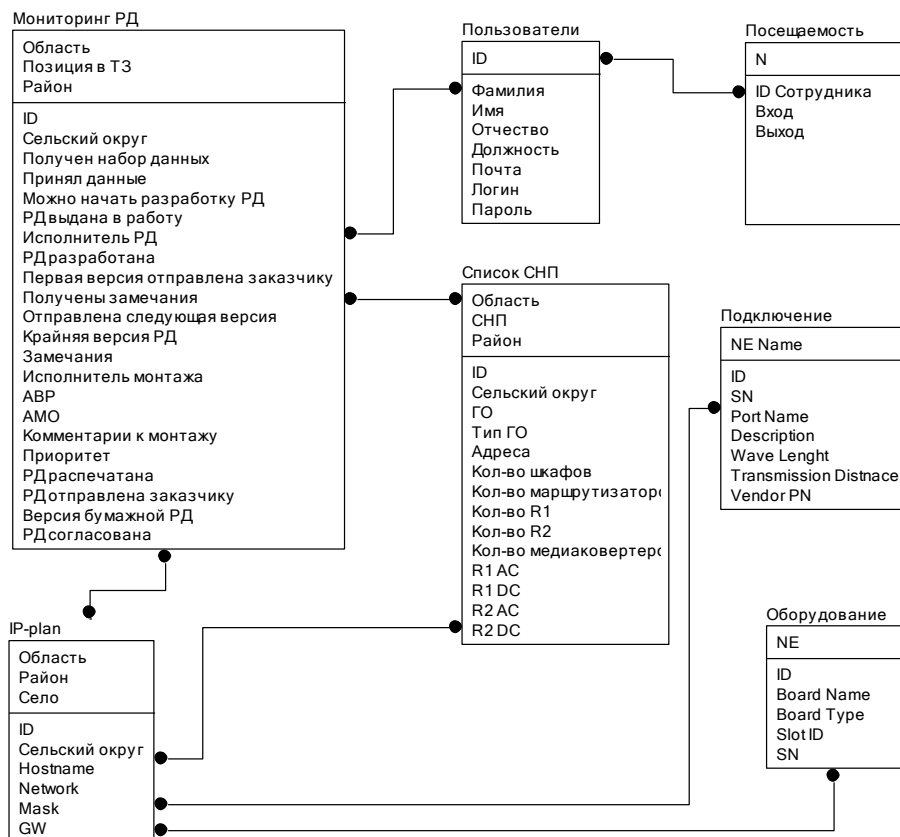 Мониторинг РД
Область
Позиция в ТЗ
Район
ID
Сельский округ
Получен набор данных
Принял данные
Можно начать разработку РД
РД выдана в работу
Исполнитель РД
РД разработана
Первая версия отправлена заказчику
Получены замечания
Отправлена следующая версия
Крайняя версия РД
Замечания
Исполнитель монтажа
АВР
АМО
Комментарии к монтажу
Приоритет
РД распечатана
РД отправлена заказчику
Версия бумажной РД
РД согласована
Пользователи
ID
Фамилия
Имя
Отчество
Должность
Почта
Логин
Пароль
Посещаемость
N
ID Сотрудника
Вход
Выход
Список СНП
Область
СНП
Район
ID
Сельский округ
ГО
Тип ГО
Адреса
Кол-во шкафов
Кол-во маршрутизаторо
Кол-во R1
Кол-во R2
Кол-во медиаковертеро
R1 AC
R1 DC
R2 AC
R2 DC
Подключение
NE Name
ID
SN
Port Name
Description
Wave Lenght
Transmission Distnace
Vendor PN
IP-plan
Область
Район
Село
ID
Сельский округ
Hostname
Network
Mask
GW
Оборудование
NE
ID
Board Name
Board Type
Slot ID
SN